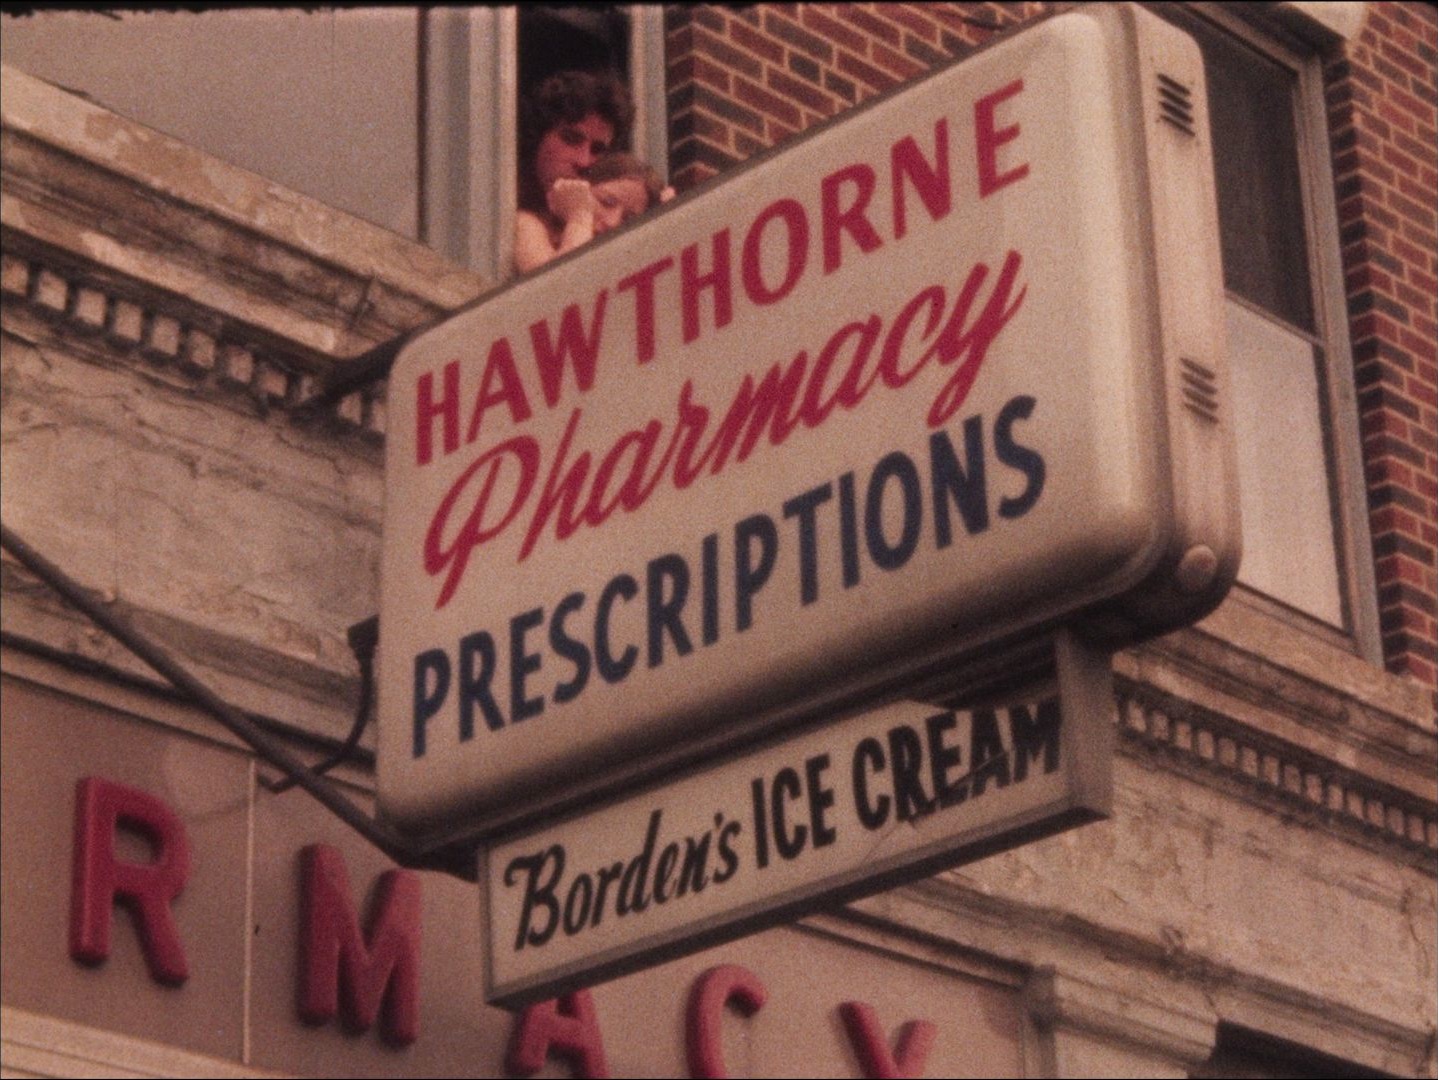 HAWTHORNE
Pharmacy
PRESCRIPTIONS
Borden's ICE CREAM
RMACY